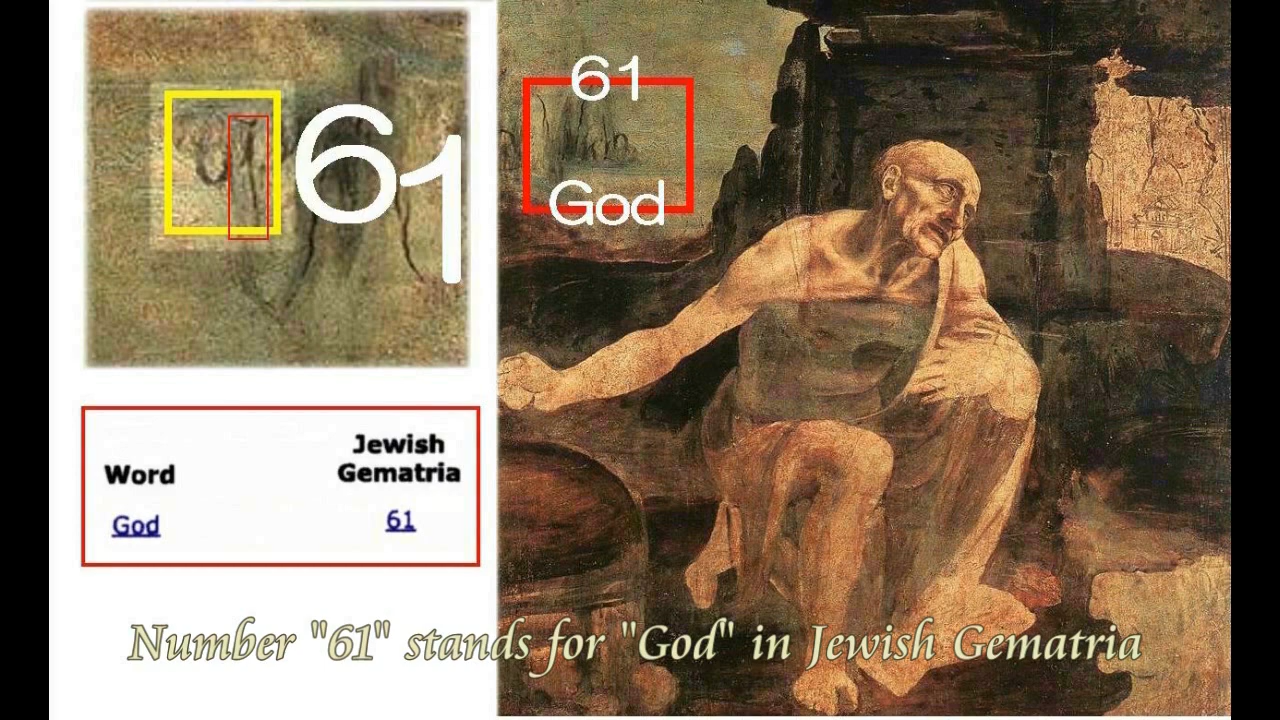 61
61
God
Word Jewish Gematria
God 61
Number "61" stands for "God" in Jewish Gematria